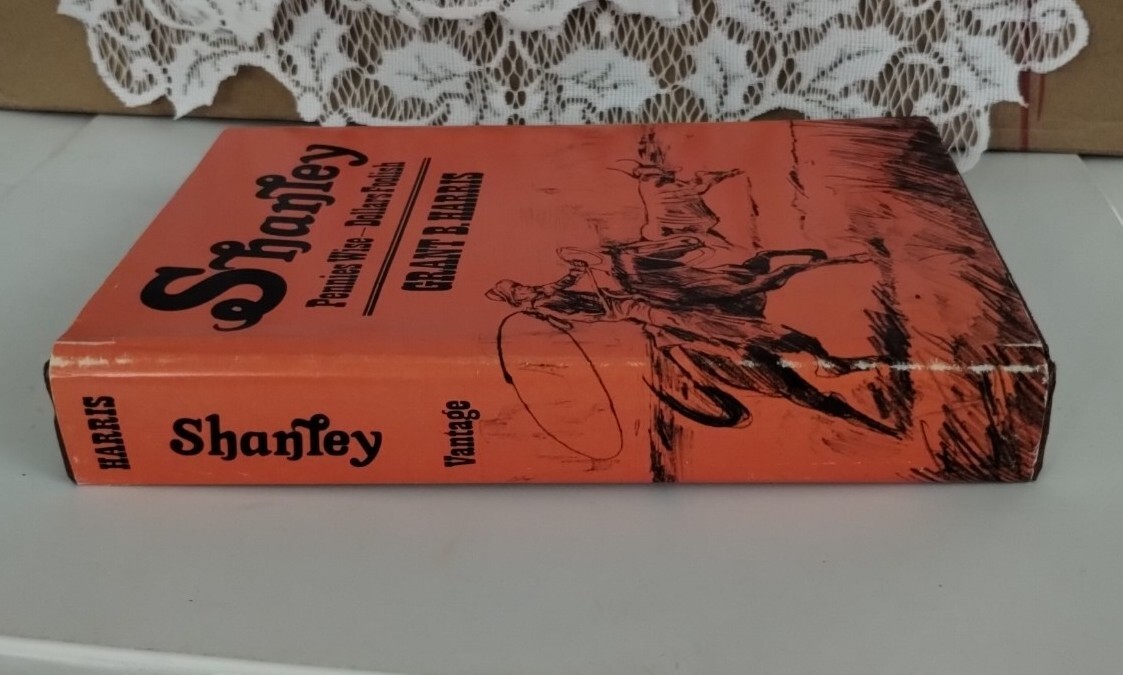 Shanley
Pennies Wise—Dollars Foolish
GRANT B. HARRIS
HARRIS
Shanley
Vantage